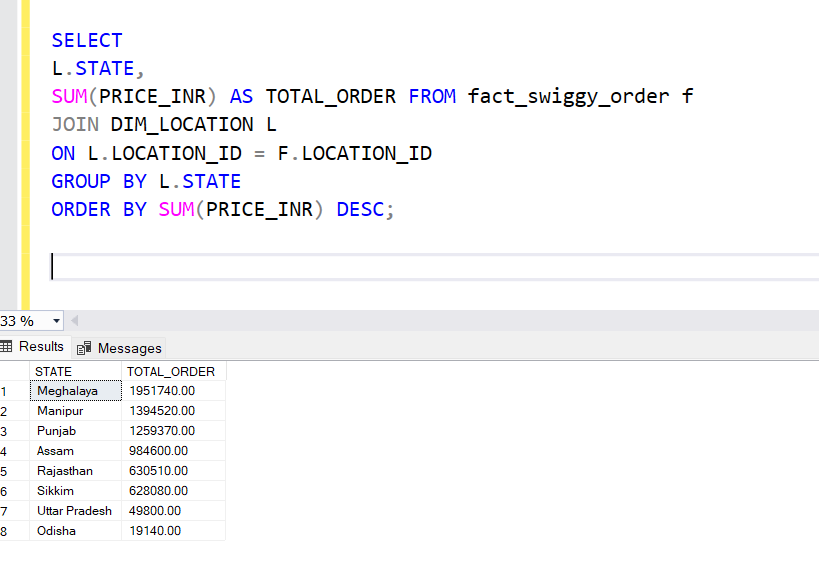 SELECT
L.STATE,
SUM(PRICE_INR) AS TOTAL_ORDER FROM fact_swiggy_order f
JOIN DIM_LOCATION L
ON L.LOCATION_ID = F.LOCATION_ID
GROUP BY L.STATE
ORDER BY SUM(PRICE_INR) DESC;
33 %
Results Messages
STATE TOTAL_ORDER
1 Meghalaya 1951740.00
2 Manipur 1394520.00
3 Punjab 1259370.00
4 Assam 984600.00
5 Rajasthan 630510.00
6 Sikkim 628080.00
7 Uttar Pradesh 49800.00
8 Odisha 19140.00